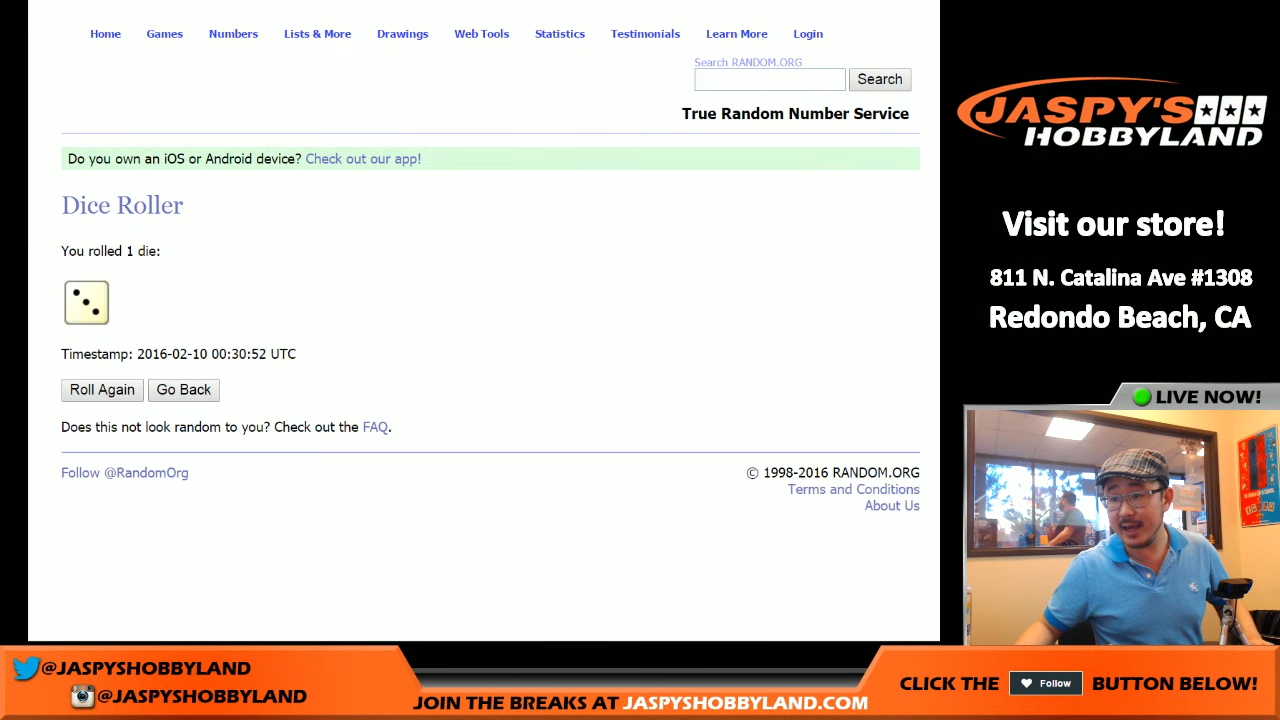 Home Games Numbers Lists & More Drawings Web Tools Statistics Testimonials Learn More Login
Search RANDOM.ORG
Search
True Random Number Service
Do you own an iOS or Android device? Check out our app!
Dice Roller
You rolled 1 die:
Timestamp: 2016-02-10 00:30:52 UTC
Roll Again Go Back
Does this not look random to you? Check out the FAQ.
Follow @RandomOrg
© 1998-2016 RANDOM.ORG
Terms and Conditions
About Us
JASPY'S
HOBBYLAND
Visit our store!
811 N. Catalina Ave #1308
Redondo Beach, CA
LIVE NOW!
@JASPYSHOBBYLAND
@JASPYSHOBBYLAND
JOIN THE BREAKS AT JASPYSHOBBYLAND.COM
CLICK THE Follow BUTTON BELOW!